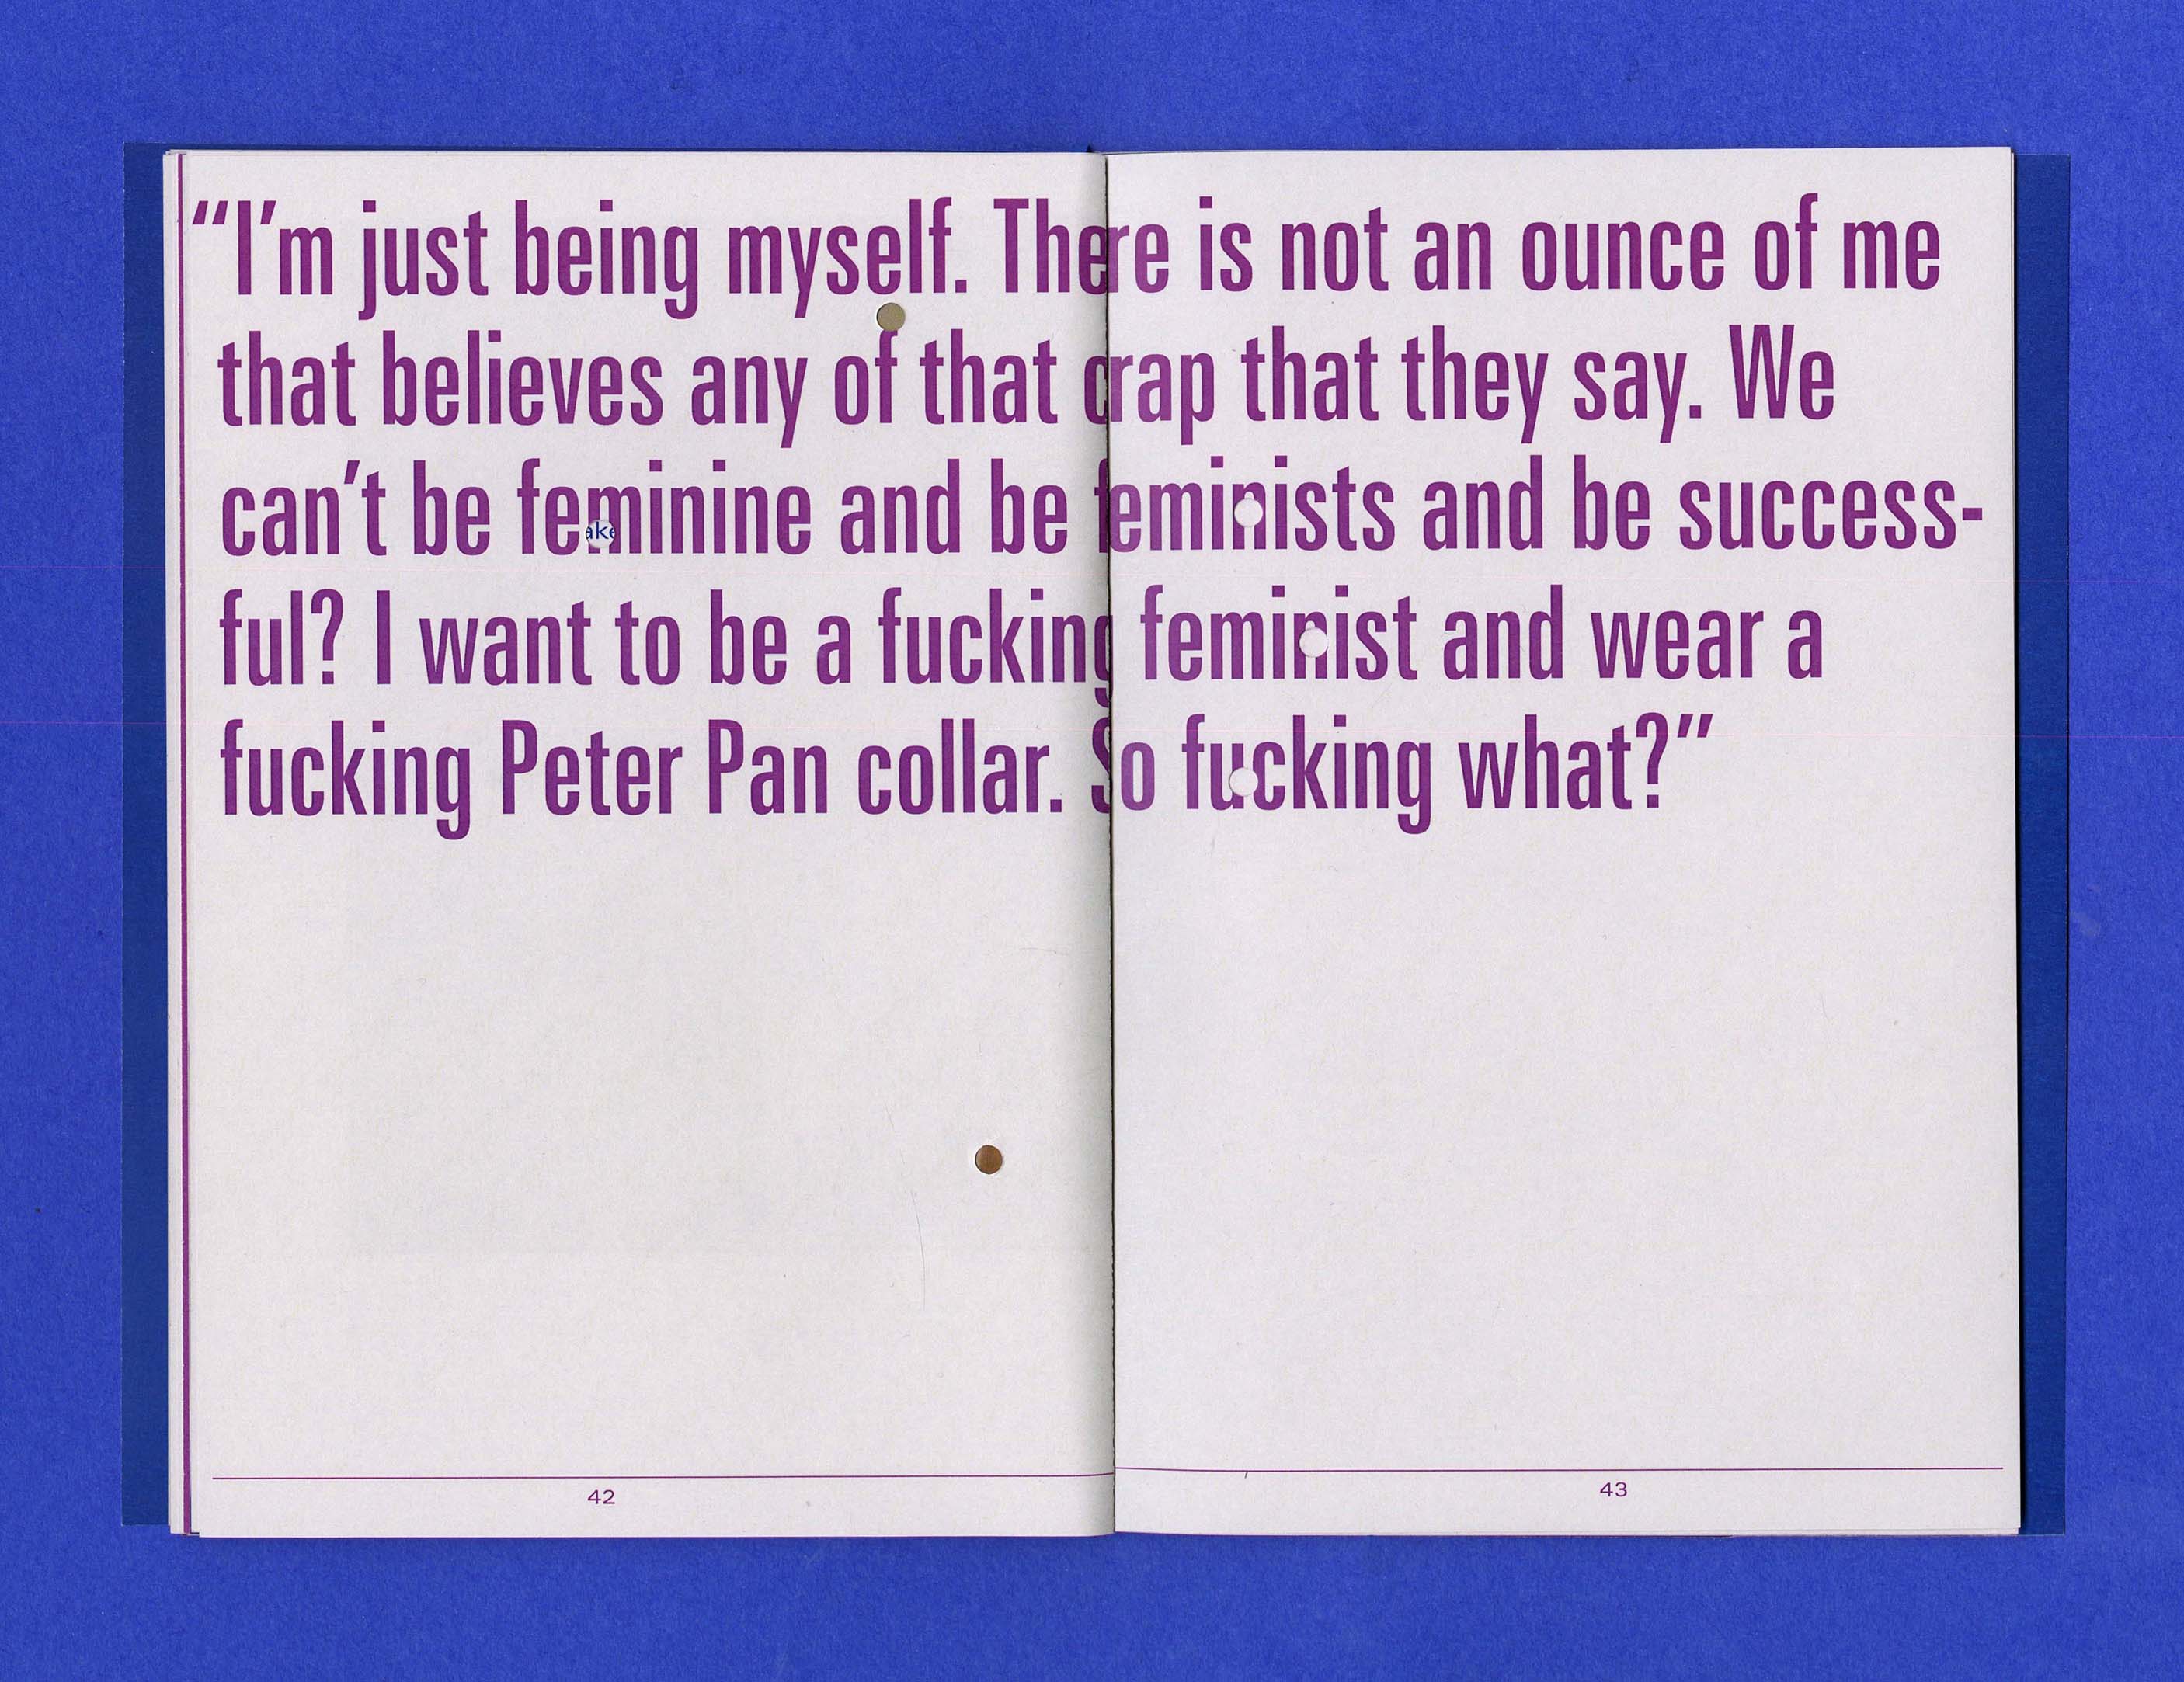 “I’m just being myself. There is not an ounce of me
that believes any of that crap that they say. We
can’t be feminine and be feminists and be success-
ful? I want to be a fucking feminist and wear a
fucking Peter Pan collar. So fucking what?”
ake
42
43